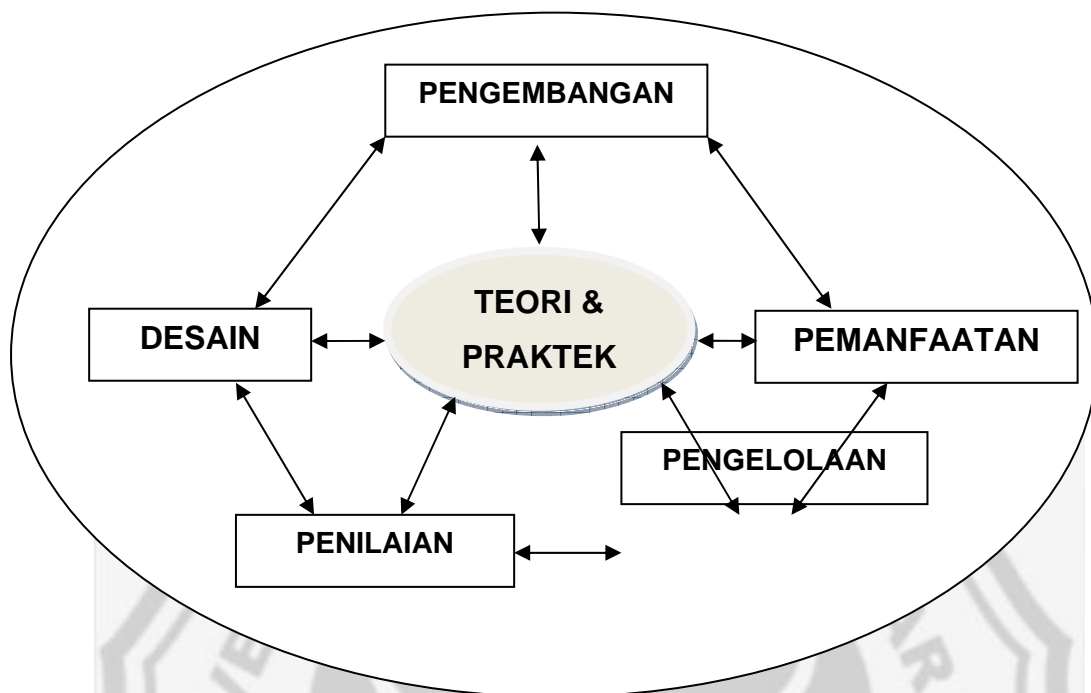 PENGEMBANGAN
TEORI &
PRAKTEK
DESAIN
PEMANFAATAN
PENGELOLAAN
PENILAIAN